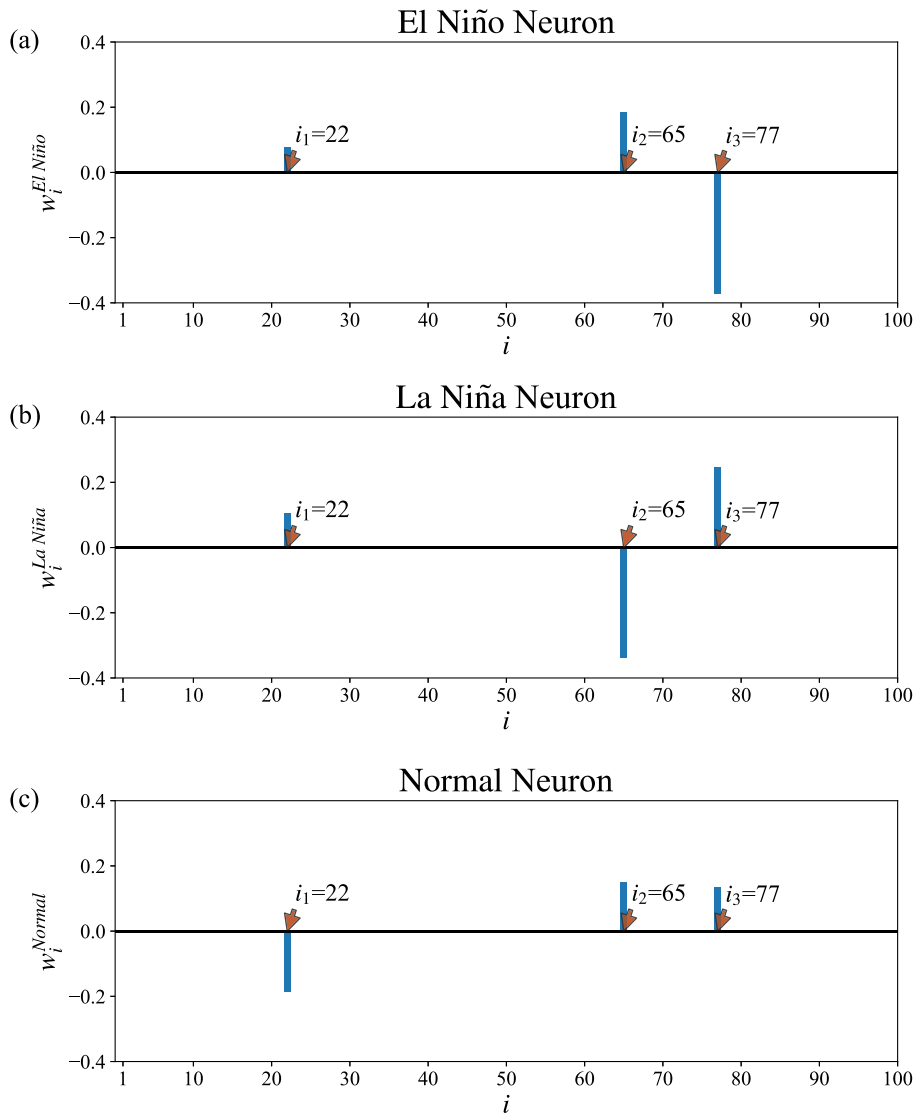 (a)
El Niño Neuron
0.4
0.2
0.0
−0.2
−0.4
w_i^{El Niño}
i₁=22
i₂=65
i₃=77
1 10 20 30 40 50 60 70 80 90 100
i
(b)
La Niña Neuron
0.4
0.2
0.0
−0.2
−0.4
w_i^{La Niña}
i₁=22
i₂=65
i₃=77
1 10 20 30 40 50 60 70 80 90 100
i
(c)
Normal Neuron
0.4
0.2
0.0
−0.2
−0.4
w_i^{Normal}
i₁=22
i₂=65
i₃=77
1 10 20 30 40 50 60 70 80 90 100
i